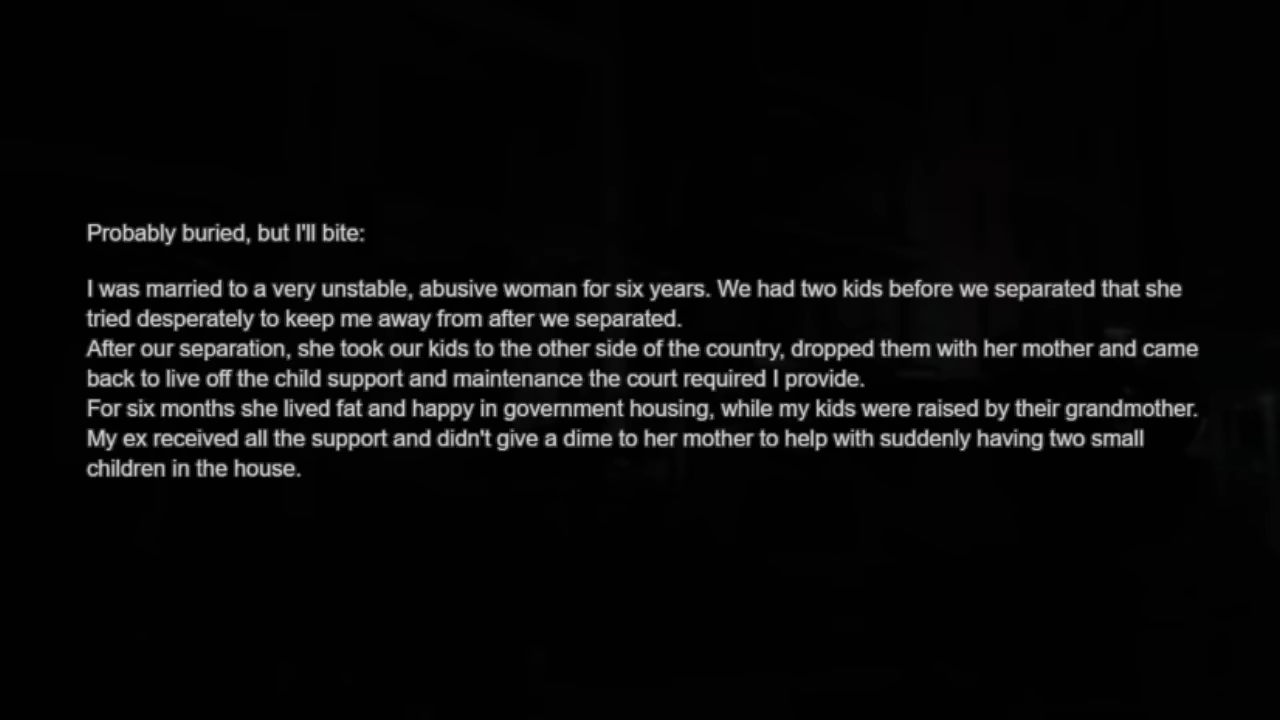 Probably buried, but I'll bite:
I was married to a very unstable, abusive woman for six years. We had two kids before we separated that she
tried desperately to keep me away from after we separated.
After our separation, she took our kids to the other side of the country, dropped them with her mother and came
back to live off the child support and maintenance the court required I provide.
For six months she lived fat and happy in government housing, while my kids were raised by their grandmother.
My ex received all the support and didn't give a dime to her mother to help with suddenly having two small
children in the house.